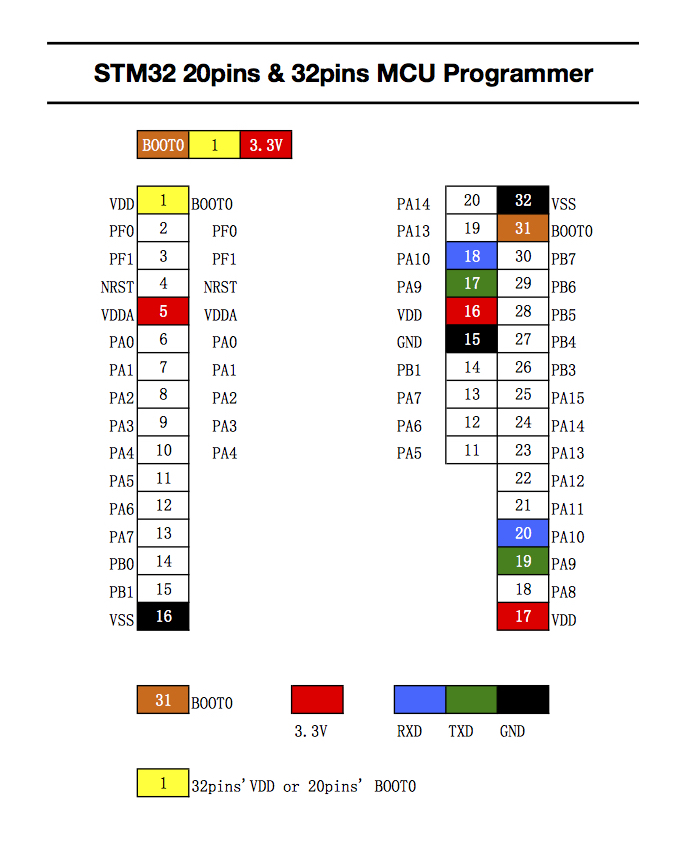 STM32 20pins & 32pins MCU Programmer
BOOT0 1 3.3V
VDD 1 BOOT0 PA14 20 32 VSS
PF0 2 PF0 PA13 19 31 BOOT0
PF1 3 PF1 PA10 18 30 PB7
NRST 4 NRST PA9 17 29 PB6
VDDA 5 VDDA VDD 16 28 PB5
PA0 6 PA0 GND 15 27 PB4
PA1 7 PA1 PB1 14 26 PB3
PA2 8 PA2 PA7 13 25 PA15
PA3 9 PA3 PA6 12 24 PA14
PA4 10 PA4 PA5 11 23 PA13
PA5 11 22 PA12
PA6 12 21 PA11
PA7 13 20 PA10
PB0 14 19 PA9
PB1 15 18 PA8
VSS 16 17 VDD
31 BOOT0
3.3V RXD TXD GND
1 32pins' VDD or 20pins' BOOT0